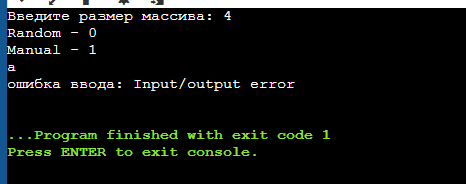 Введите размер массива: 4
Random - 0
Manual - 1
a
ошибка ввода: Input/output error
...Program finished with exit code 1
Press ENTER to exit console.